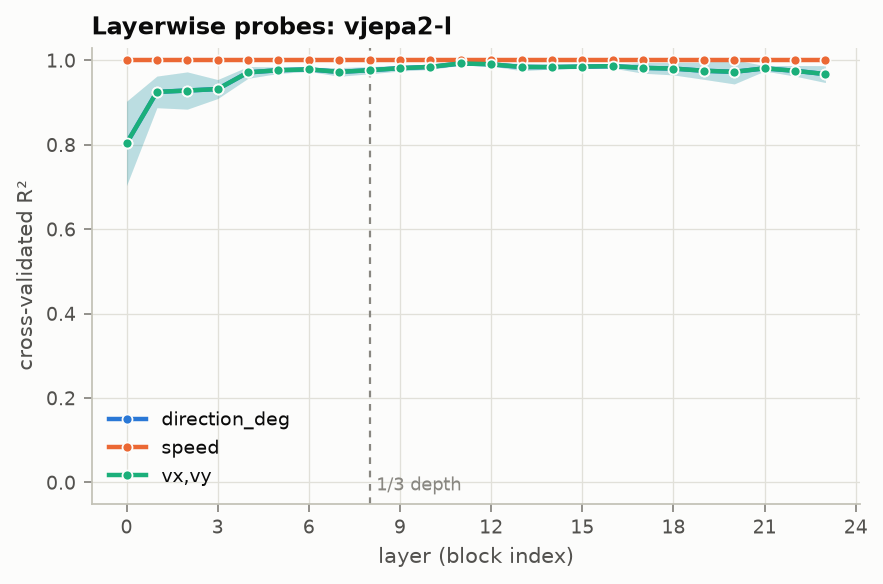 Layerwise probes: vjepa2-l
cross-validated R²
1.0
0.8
0.6
0.4
0.2
0.0
direction_deg
speed
vx,vy
1/3 depth
0 3 6 9 12 15 18 21 24
layer (block index)